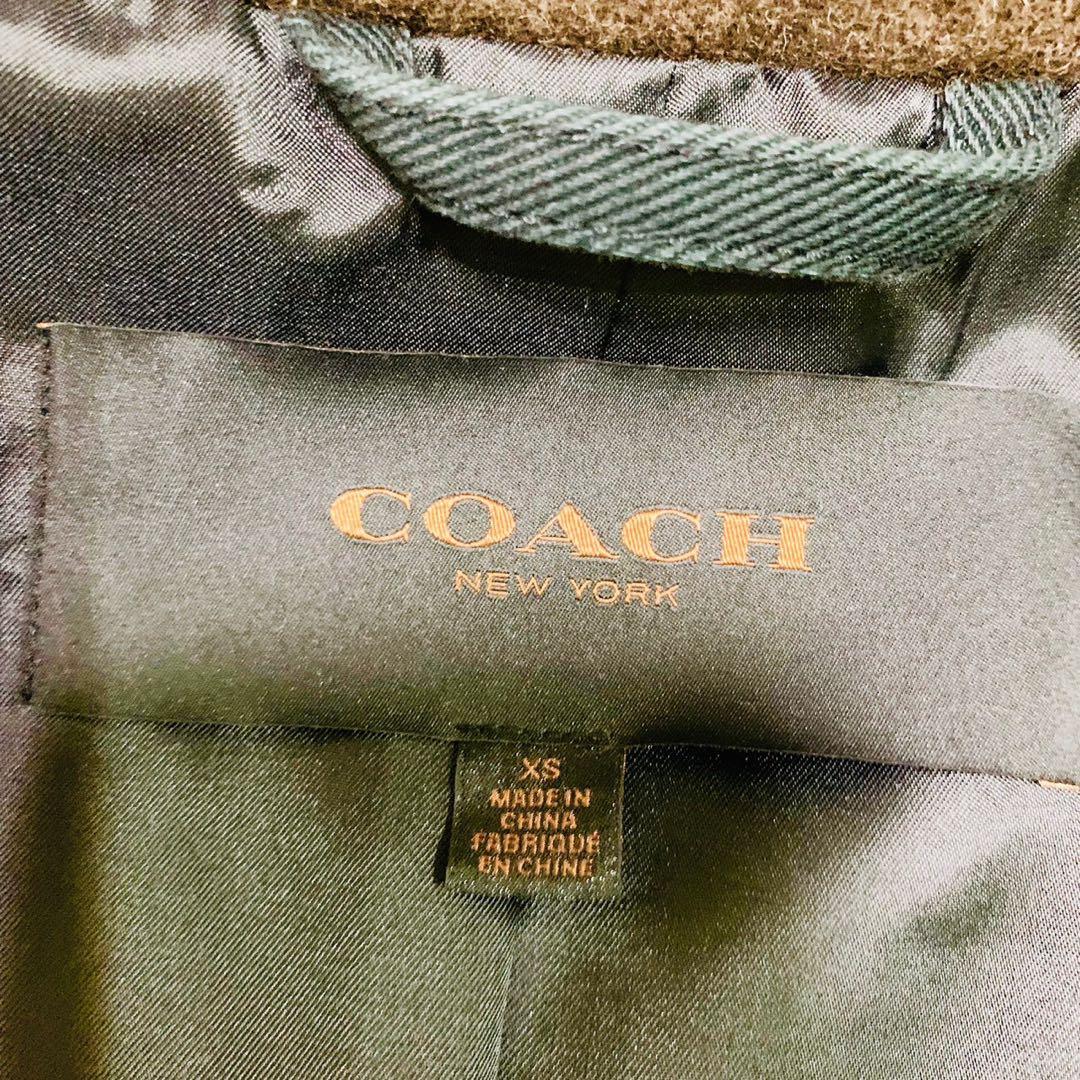 COACH
NEW YORK
XS
MADE IN
CHINA
FABRIQUÉ
EN CHINE